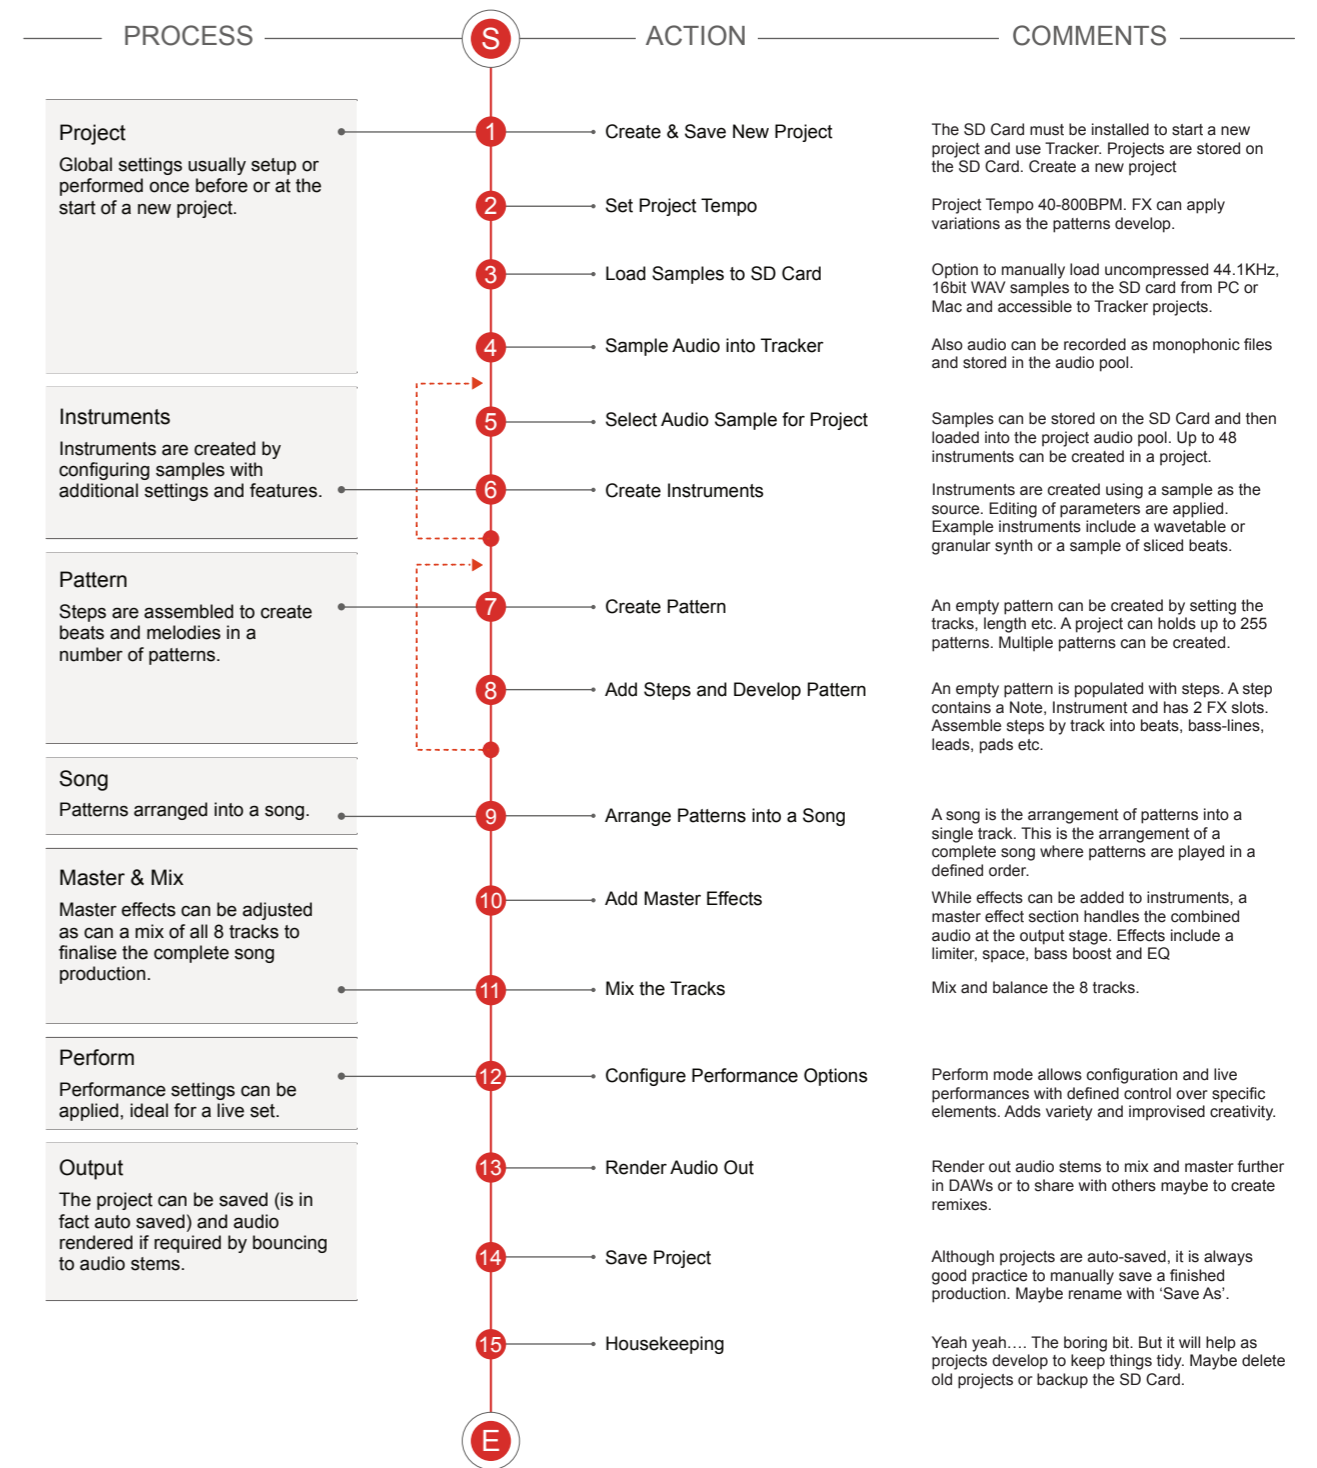 PROCESS
S
ACTION
COMMENTS
Project
Global settings usually setup or
performed once before or at the
start of a new project.
1
Create & Save New Project
The SD Card must be installed to start a new
project and use Tracker. Projects are stored on
the SD Card. Create a new project
2
Set Project Tempo
Project Tempo 40-800BPM. FX can apply
variations as the patterns develop.
3
Load Samples to SD Card
Option to manually load uncompressed 44.1KHz,
16bit WAV samples to the SD card from PC or
Mac and accessible to Tracker projects.
4
Sample Audio into Tracker
Also audio can be recorded as monophonic files
and stored in the audio pool.
Instruments
Instruments are created by
configuring samples with
additional settings and features.
5
Select Audio Sample for Project
Samples can be stored on the SD Card and then
loaded into the project audio pool. Up to 48
instruments can be created in a project.
6
Create Instruments
Instruments are created using a sample as the
source. Editing of parameters are applied.
Example instruments include a wavetable or
granular synth or a sample of sliced beats.
Pattern
Steps are assembled to create
beats and melodies in a
number of patterns.
7
Create Pattern
An empty pattern can be created by setting the
tracks, length etc. A project can holds up to 255
patterns. Multiple patterns can be created.
8
Add Steps and Develop Pattern
An empty pattern is populated with steps. A step
contains a Note, Instrument and has 2 FX slots.
Assemble steps by track into beats, bass-lines,
leads, pads etc.
Song
Patterns arranged into a song.
9
Arrange Patterns into a Song
A song is the arrangement of patterns into a
single track. This is the arrangement of a
complete song where patterns are played in a
defined order.
Master & Mix
Master effects can be adjusted
as can a mix of all 8 tracks to
finalise the complete song
production.
10
Add Master Effects
While effects can be added to instruments, a
master effect section handles the combined
audio at the output stage. Effects include a
limiter, space, bass boost and EQ
11
Mix the Tracks
Mix and balance the 8 tracks.
Perform
Performance settings can be
applied, ideal for a live set.
12
Configure Performance Options
Perform mode allows configuration and live
performances with defined control over specific
elements. Adds variety and improvised creativity.
Output
The project can be saved (is in
fact auto saved) and audio
rendered if required by bouncing
to audio stems.
13
Render Audio Out
Render out audio stems to mix and master further
in DAWs or to share with others maybe to create
remixes.
14
Save Project
Although projects are auto-saved, it is always
good practice to manually save a finished
production. Maybe rename with ‘Save As’.
15
Housekeeping
Yeah yeah…. The boring bit. But it will help as
projects develop to keep things tidy. Maybe delete
old projects or backup the SD Card.
E